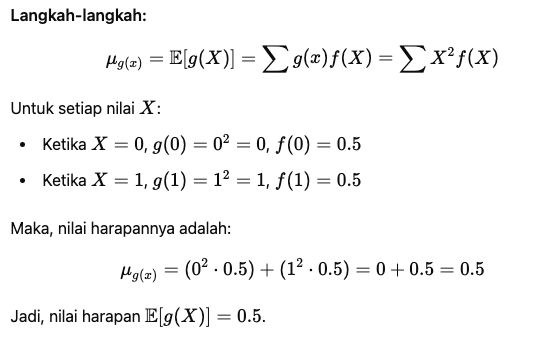 Langkah-langkah:
μ_{g(x)} = 𝔼[g(X)] = ∑ g(x)f(X) = ∑ X²f(X)
Untuk setiap nilai X:
• Ketika X = 0, g(0) = 0² = 0, f(0) = 0.5
• Ketika X = 1, g(1) = 1² = 1, f(1) = 0.5
Maka, nilai harapannya adalah:
μ_{g(x)} = (0² · 0.5) + (1² · 0.5) = 0 + 0.5 = 0.5
Jadi, nilai harapan 𝔼[g(X)] = 0.5.